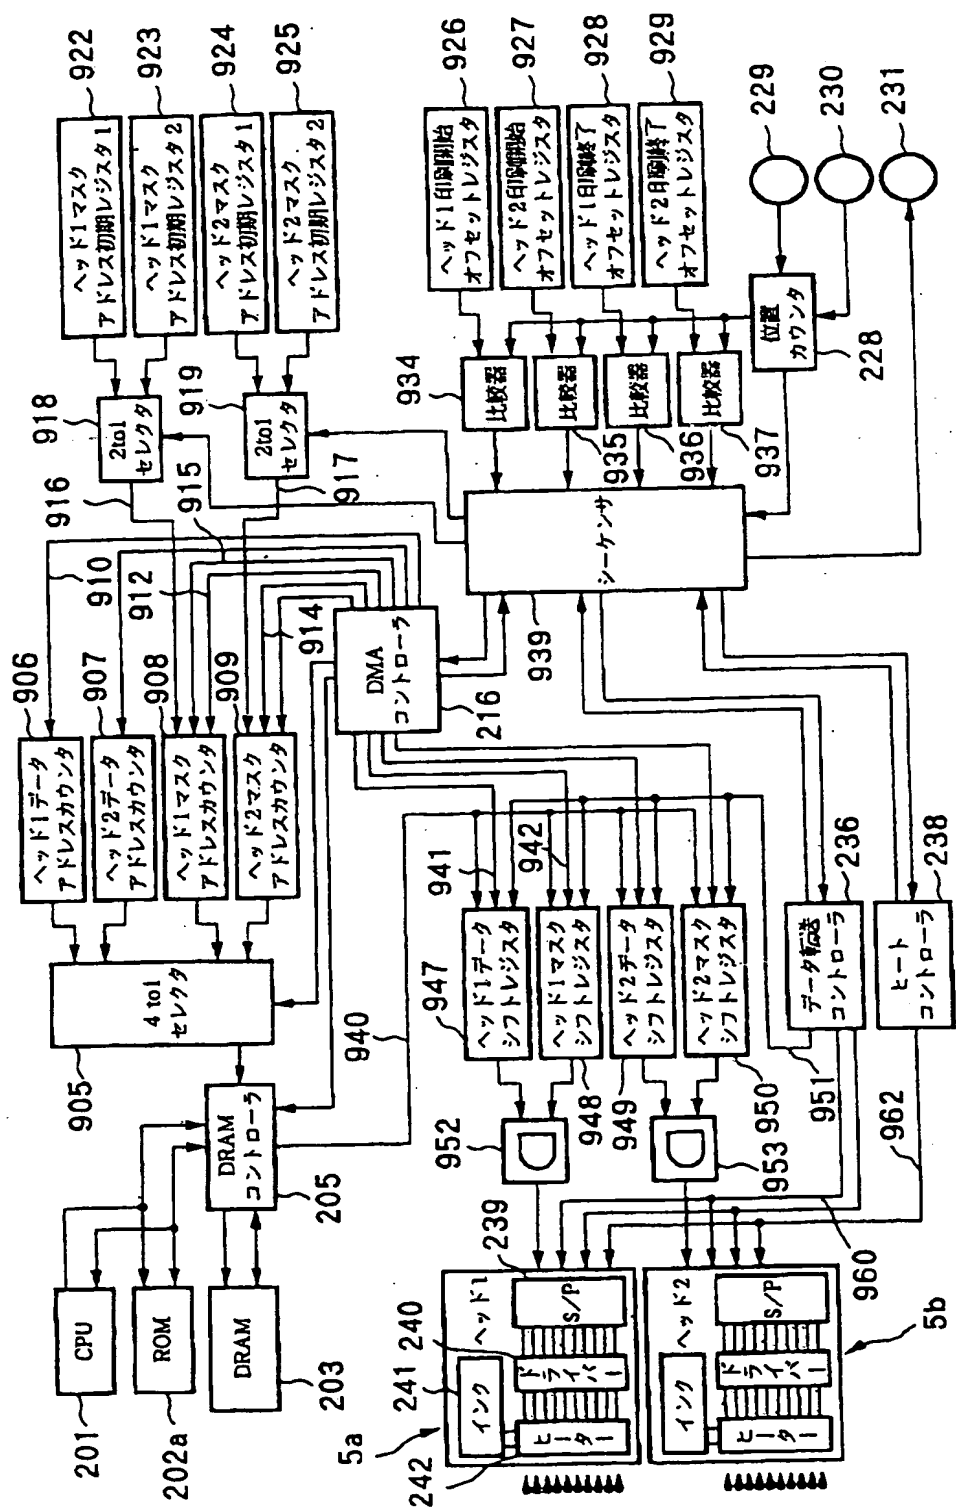 922
923
924
925
ヘッド1マスク
アドレス初期レジスタ1
ヘッド1マスク
アドレス初期レジスタ2
ヘッド2マスク
アドレス初期レジスタ1
ヘッド2マスク
アドレス初期レジスタ2
918
2to1
セレクタ
919
2to1
セレクタ
916
915
917
910
912
914
906
907
908
909
ヘッド1データ
アドレスカウンタ
ヘッド2データ
アドレスカウンタ
ヘッド1マスク
アドレスカウンタ
ヘッド2マスク
アドレスカウンタ
DMA
コントローラ
216
4to1
セレクタ
905
940
DRAM
コントローラ
205
CPU
201
ROM
202a
DRAM
203
926
927
928
929
ヘッド1印刷開始
オフセットレジスタ
ヘッド2印刷開始
オフセットレジスタ
ヘッド1印刷終了
オフセットレジスタ
ヘッド2印刷終了
オフセットレジスタ
229
230
231
934
比較器
比較器
935
比較器
936
比較器
937
位置
カウンタ
228
シーケンサ
939
941
942
947
ヘッド1データ
シフトレジスタ
ヘッド1マスク
シフトレジスタ
948
ヘッド2データ
シフトレジスタ
949
ヘッド2マスク
シフトレジスタ
950
データ転送
コントローラ
236
ヒート
コントローラ
238
951
962
952
953
960
239
240
241
242
5a
ヘッド1
インク
S/P
ドライバー
ヒーター
ヘッド2
インク
S/P
ドライバー
ヒーター
5b